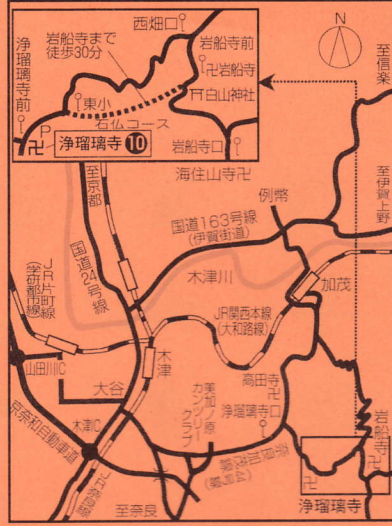 西畑口
岩船寺まで
徒歩30分
岩船寺前
卍岩船寺
白山神社
浄瑠璃寺前
東小
石仏コース
P
卍
浄瑠璃寺 10
岩船寺口
N
至信楽
海住山寺卍
至京都
国道24号線
国道163号線
(伊賀街道)
例幣
至伊賀上野
木津川
加茂
JR片町線
(学研都市線)
JR関西本線
(大和路線)
山田川IC
木津
大谷
高田寺
卍
浄瑠璃寺口
美加ノ原
カンツリー
クラブ
木津IC
京奈和自動車道
JR奈良線
至奈良
岩船寺
卍
卍
浄瑠璃寺